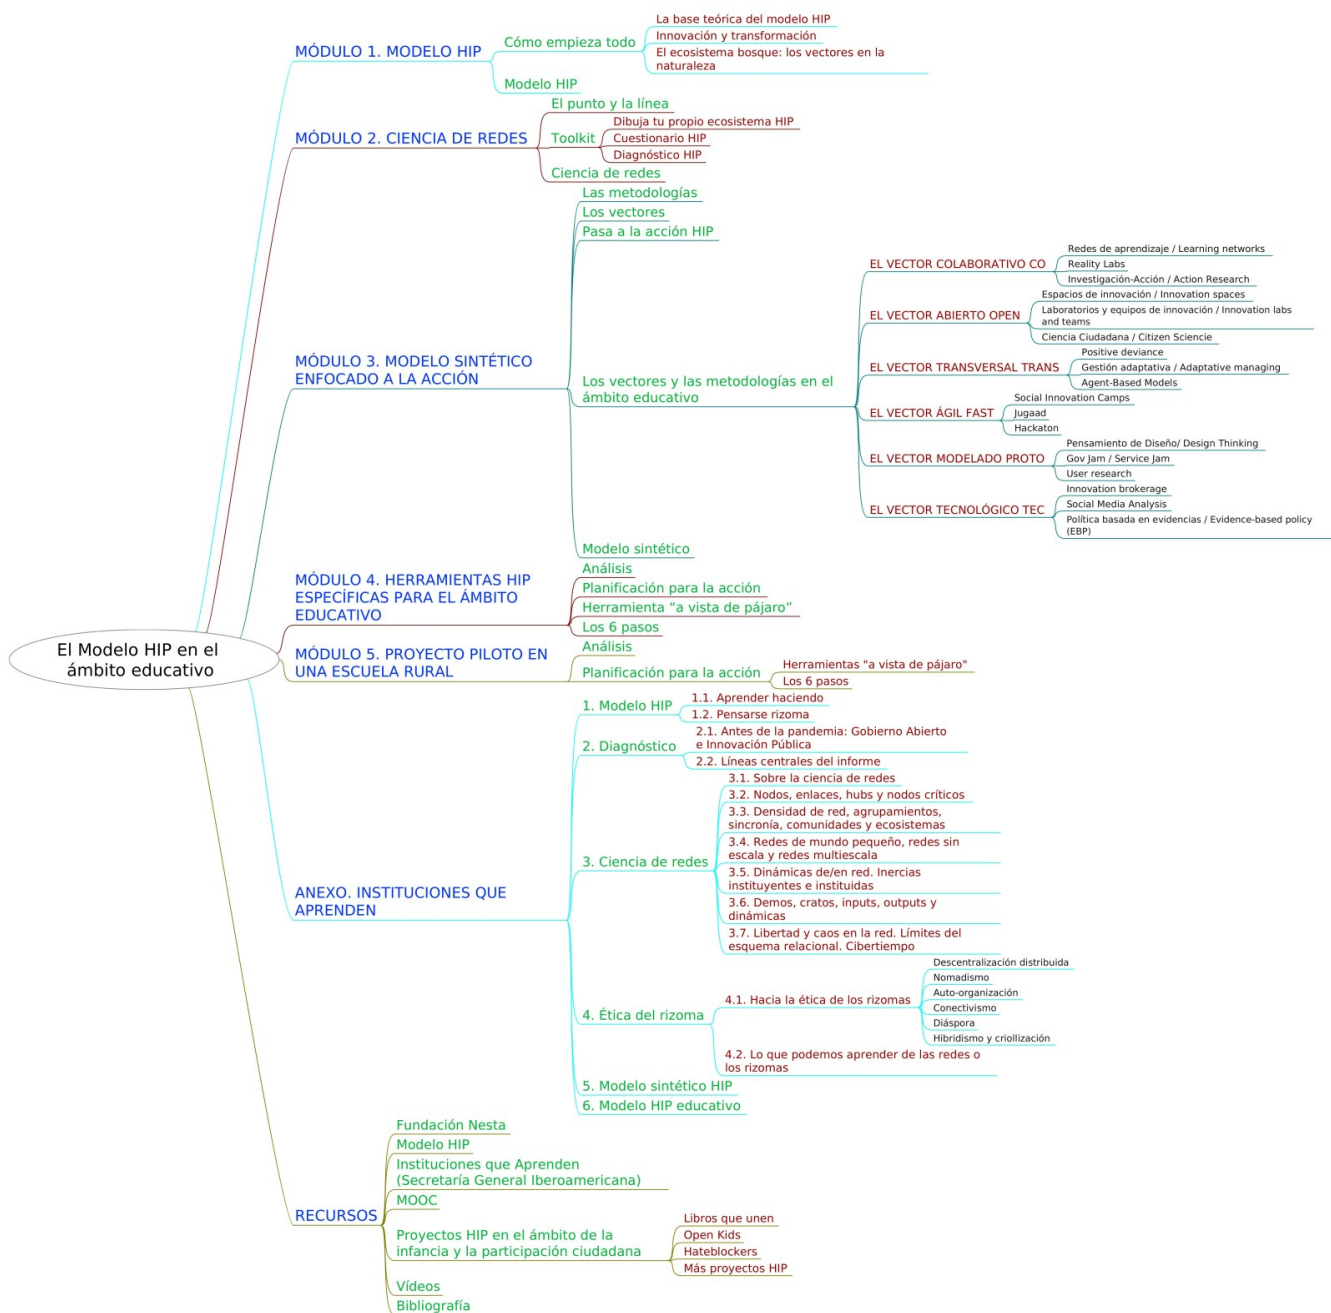 El Modelo HIP en el
ámbito educativo
MÓDULO 1. MODELO HIP
Cómo empieza todo
La base teórica del modelo HIP
Innovación y transformación
El ecosistema bosque: los vectores en la
naturaleza
Modelo HIP
MÓDULO 2. CIENCIA DE REDES
El punto y la línea
Toolkit
Dibuja tu propio ecosistema HIP
Cuestionario HIP
Diagnóstico HIP
Ciencia de redes
MÓDULO 3. MODELO SINTÉTICO
ENFOCADO A LA ACCIÓN
Las metodologías
Los vectores
Pasa a la acción HIP
Los vectores y las metodologías en el
ámbito educativo
EL VECTOR COLABORATIVO CO
Redes de aprendizaje / Learning networks
Reality Labs
Investigación-Acción / Action Research
EL VECTOR ABIERTO OPEN
Espacios de innovación / Innovation spaces
Laboratorios y equipos de innovación / Innovation labs
and teams
Ciencia Ciudadana / Citizen Sciencie
EL VECTOR TRANSVERSAL TRANS
Positive deviance
Gestión adaptativa / Adaptative managing
Agent-Based Models
EL VECTOR ÁGIL FAST
Social Innovation Camps
Jugaad
Hackaton
EL VECTOR MODELADO PROTO
Pensamiento de Diseño/ Design Thinking
Gov Jam / Service Jam
User research
EL VECTOR TECNOLÓGICO TEC
Innovation brokerage
Social Media Analysis
Política basada en evidencias / Evidence-based policy
(EBP)
Modelo sintético
MÓDULO 4. HERRAMIENTAS HIP
ESPECÍFICAS PARA EL ÁMBITO
EDUCATIVO
Análisis
Planificación para la acción
Herramienta “a vista de pájaro”
Los 6 pasos
MÓDULO 5. PROYECTO PILOTO EN
UNA ESCUELA RURAL
Análisis
Planificación para la acción
Herramientas "a vista de pájaro"
Los 6 pasos
ANEXO. INSTITUCIONES QUE
APRENDEN
1. Modelo HIP
1.1. Aprender haciendo
1.2. Pensarse rizoma
2. Diagnóstico
2.1. Antes de la pandemia: Gobierno Abierto
e Innovación Pública
2.2. Líneas centrales del informe
3. Ciencia de redes
3.1. Sobre la ciencia de redes
3.2. Nodos, enlaces, hubs y nodos críticos
3.3. Densidad de red, agrupamientos,
sincronía, comunidades y ecosistemas
3.4. Redes de mundo pequeño, redes sin
escala y redes multiescala
3.5. Dinámicas de/en red. Inercias
instituyentes e instituidas
3.6. Demos, cratos, inputs, outputs y
dinámicas
3.7. Libertad y caos en la red. Límites del
esquema relacional. Cibertiempo
4. Ética del rizoma
4.1. Hacia la ética de los rizomas
Descentralización distribuida
Nomadismo
Auto-organización
Conectivismo
Diáspora
Hibridismo y criollización
4.2. Lo que podemos aprender de las redes o
los rizomas
5. Modelo sintético HIP
6. Modelo HIP educativo
RECURSOS
Fundación Nesta
Modelo HIP
Instituciones que Aprenden
(Secretaría General Iberoamericana)
MOOC
Proyectos HIP en el ámbito de la
infancia y la participación ciudadana
Libros que unen
Open Kids
Hateblockers
Más proyectos HIP
Vídeos
Bibliografía